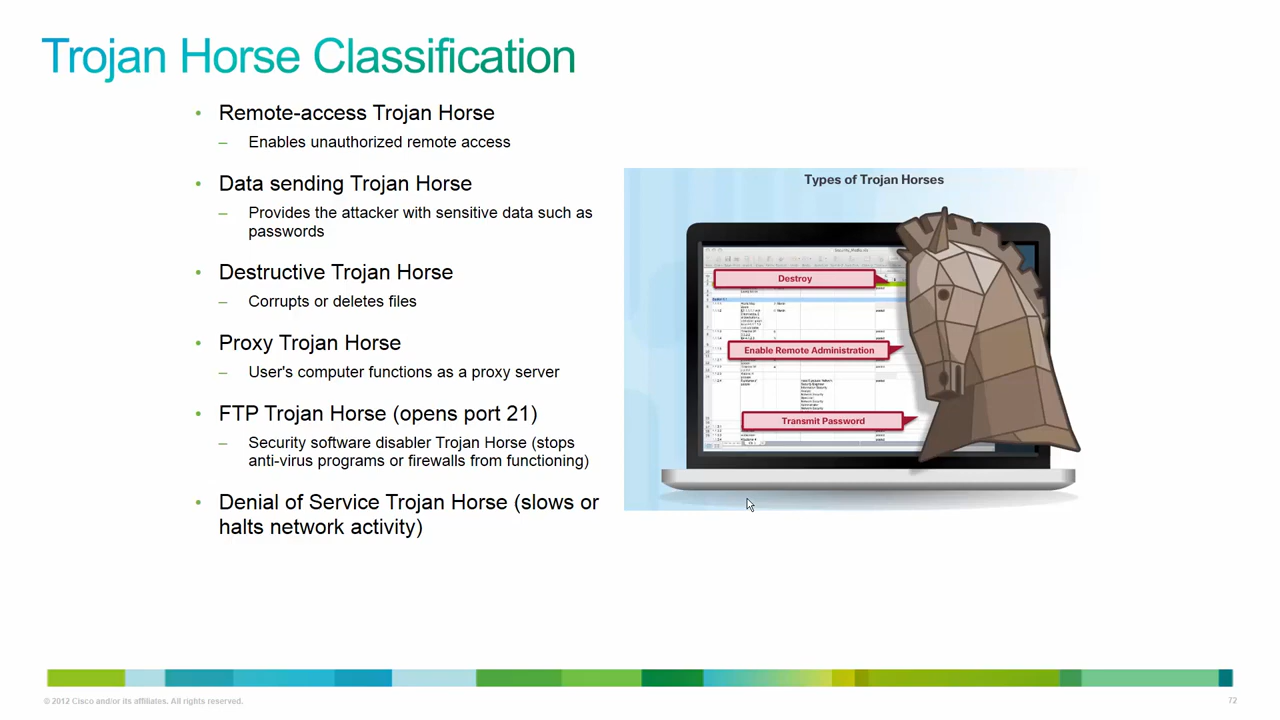 Trojan Horse Classification
• Remote-access Trojan Horse
– Enables unauthorized remote access
• Data sending Trojan Horse
– Provides the attacker with sensitive data such as
passwords
• Destructive Trojan Horse
– Corrupts or deletes files
• Proxy Trojan Horse
– User's computer functions as a proxy server
• FTP Trojan Horse (opens port 21)
– Security software disabler Trojan Horse (stops
anti-virus programs or firewalls from functioning)
• Denial of Service Trojan Horse (slows or
halts network activity)
Types of Trojan Horses
Destroy
Enable Remote Administration
Transmit Password
© 2012 Cisco and/or its affiliates. All rights reserved.
72